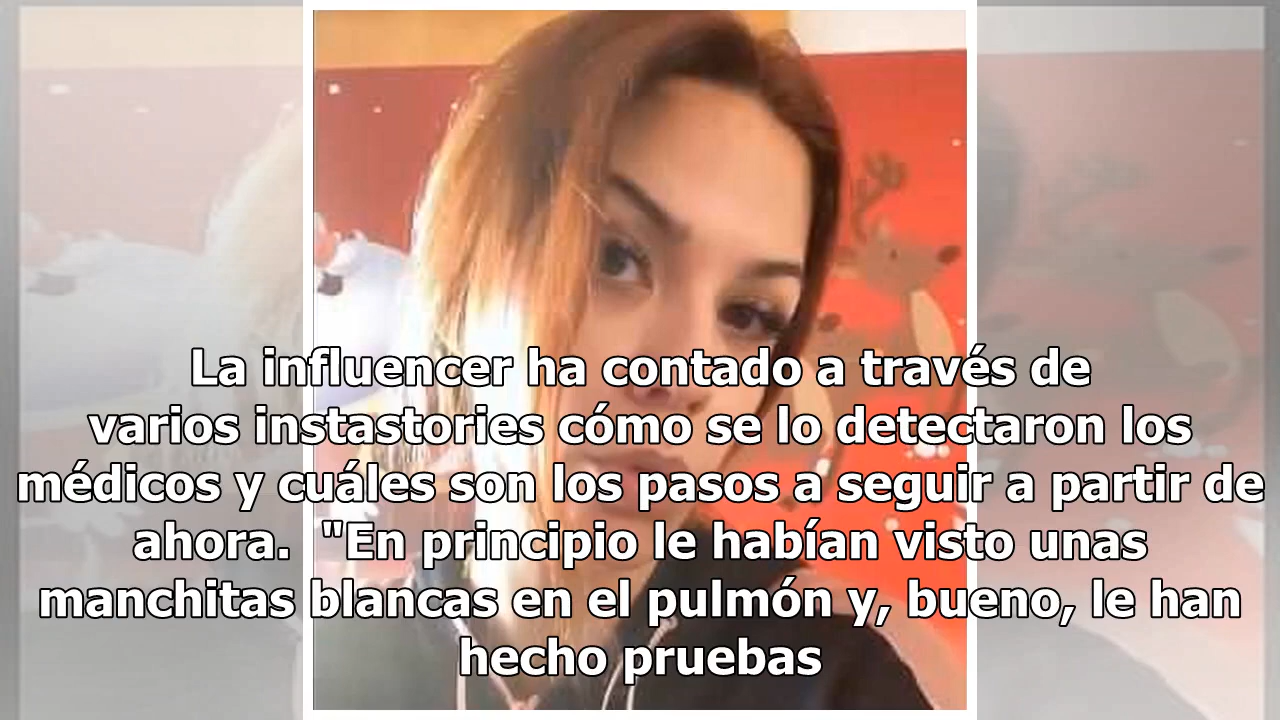 La influencer ha contado a través de
varios instastories cómo se lo detectaron los
médicos y cuáles son los pasos a seguir a partir de
ahora.  "En principio le habían visto unas
manchitas blancas en el pulmón y, bueno, le han
hecho pruebas